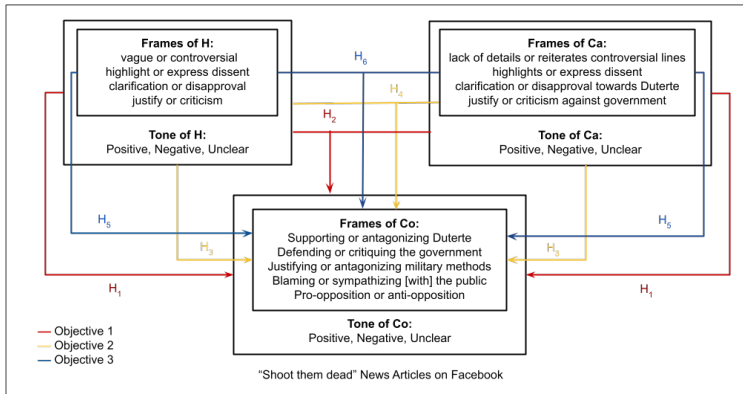 Frames of H:
vague or controversial
highlight or express dissent
clarification or disapproval
justify or criticism
Tone of H:
Positive, Negative, Unclear
Frames of Ca:
lack of details or reiterates controversial lines
highlights or express dissent
clarification or disapproval towards Duterte
justify or criticism against government
Tone of Ca:
Positive, Negative, Unclear
H6
H4
H2
H5
H3
H1
H5
H3
H1
Frames of Co:
Supporting or antagonizing Duterte
Defending or critiquing the government
Justifying or antagonizing military methods
Blaming or sympathizing [with] the public
Pro-opposition or anti-opposition
Tone of Co:
Positive, Negative, Unclear
Objective 1
Objective 2
Objective 3
“Shoot them dead” News Articles on Facebook